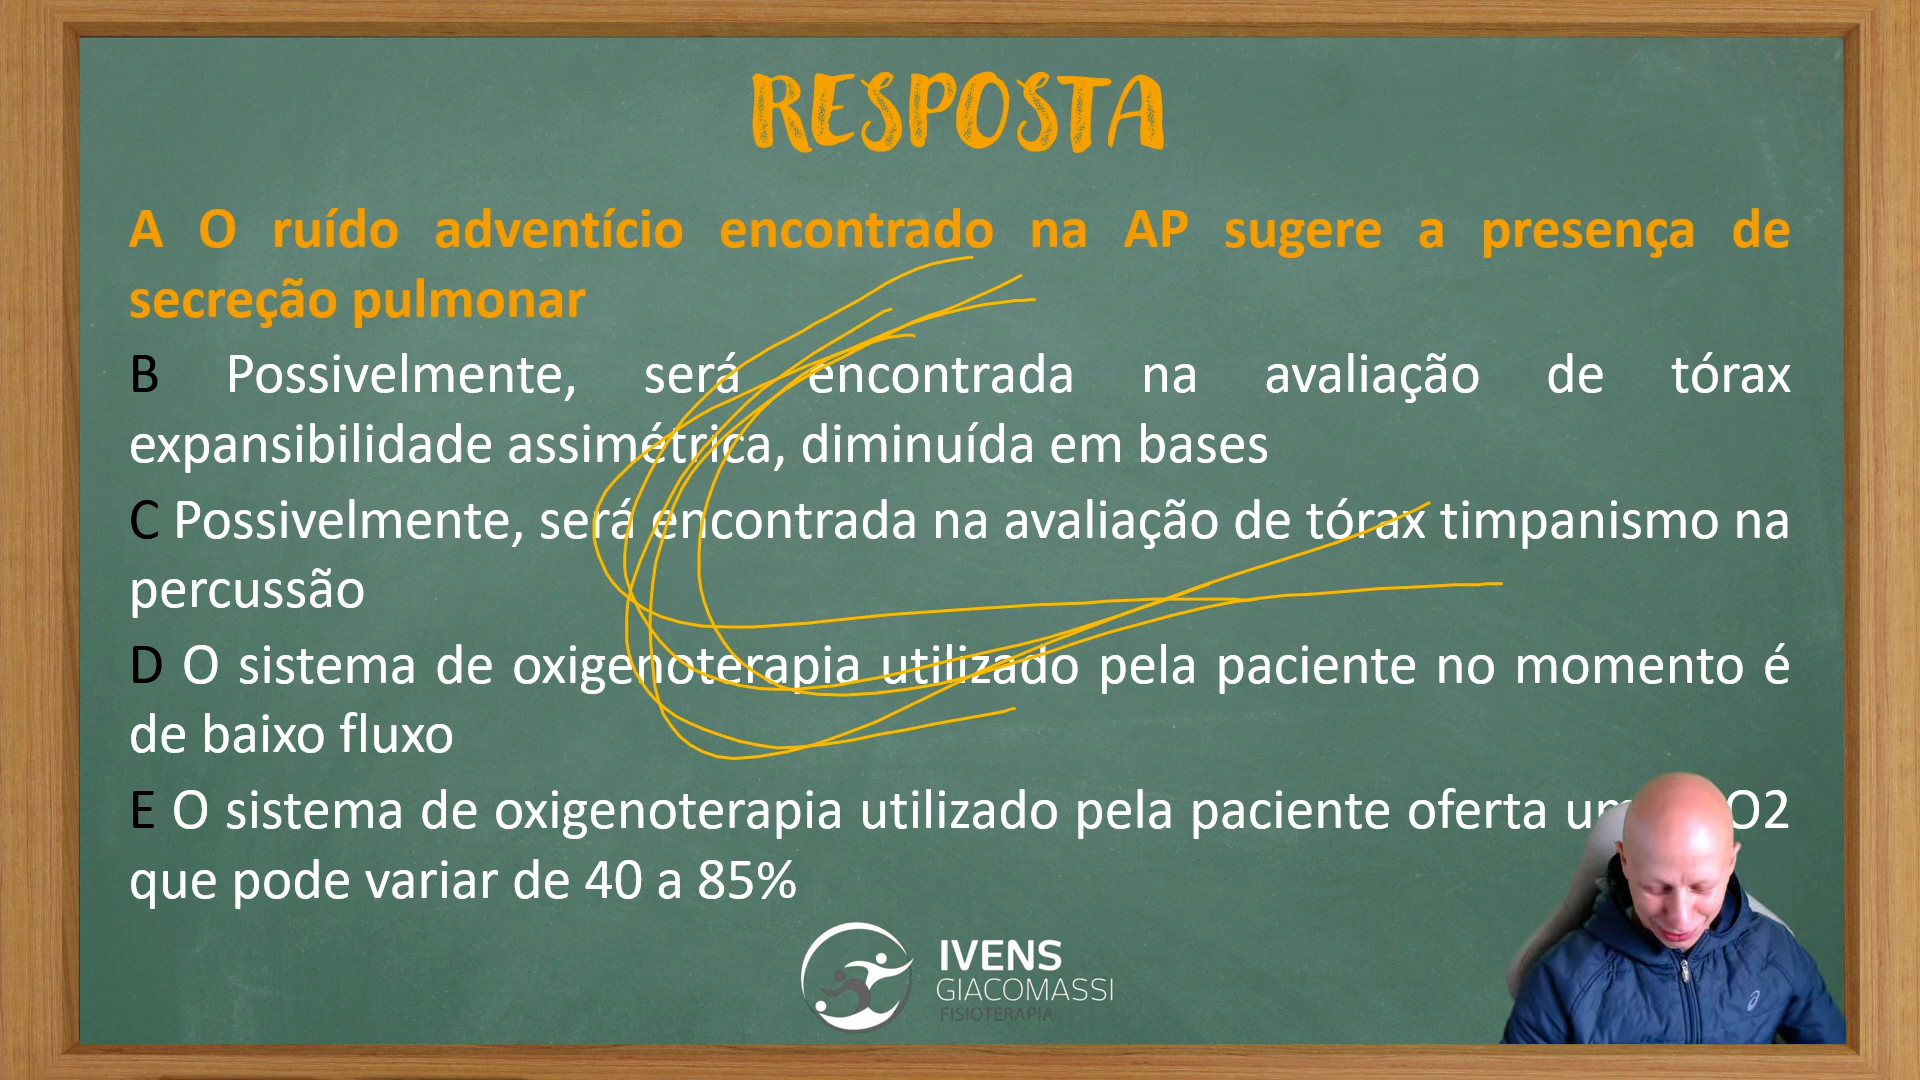 RESPOSTA
A O ruído adventício encontrado na AP sugere a presença de
secreção pulmonar
B Possivelmente, será encontrada na avaliação de tórax
expansibilidade assimétrica, diminuída em bases
C Possivelmente, será encontrada na avaliação de tórax timpanismo na
percussão
D O sistema de oxigenoterapia utilizado pela paciente no momento é
de baixo fluxo
E O sistema de oxigenoterapia utilizado pela paciente oferta O2
que pode variar de 40 a 85%
IVENS
GIACOMASSI
FISIOTERAPIA